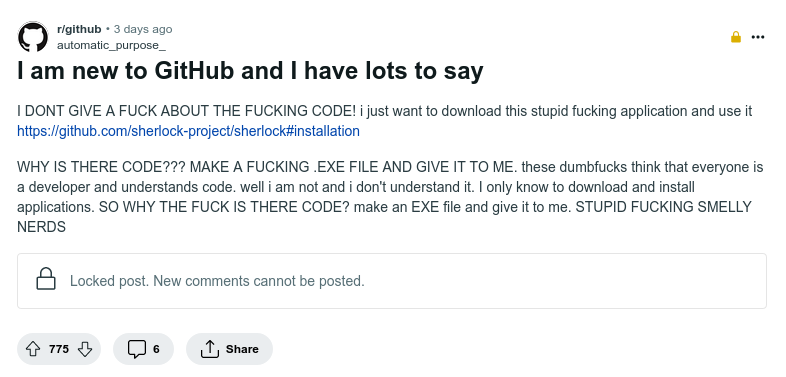 r/github • 3 days ago
automatic_purpose_
I am new to GitHub and I have lots to say
I DONT GIVE A FUCK ABOUT THE FUCKING CODE! i just want to download this stupid fucking application and use it
https://github.com/sherlock-project/sherlock#installation
WHY IS THERE CODE??? MAKE A FUCKING .EXE FILE AND GIVE IT TO ME. these dumbfucks think that everyone is
a developer and understands code. well i am not and i don't understand it. I only know to download and install
applications. SO WHY THE FUCK IS THERE CODE? make an EXE file and give it to me. STUPID FUCKING SMELLY
NERDS
Locked post. New comments cannot be posted.
775 6 Share